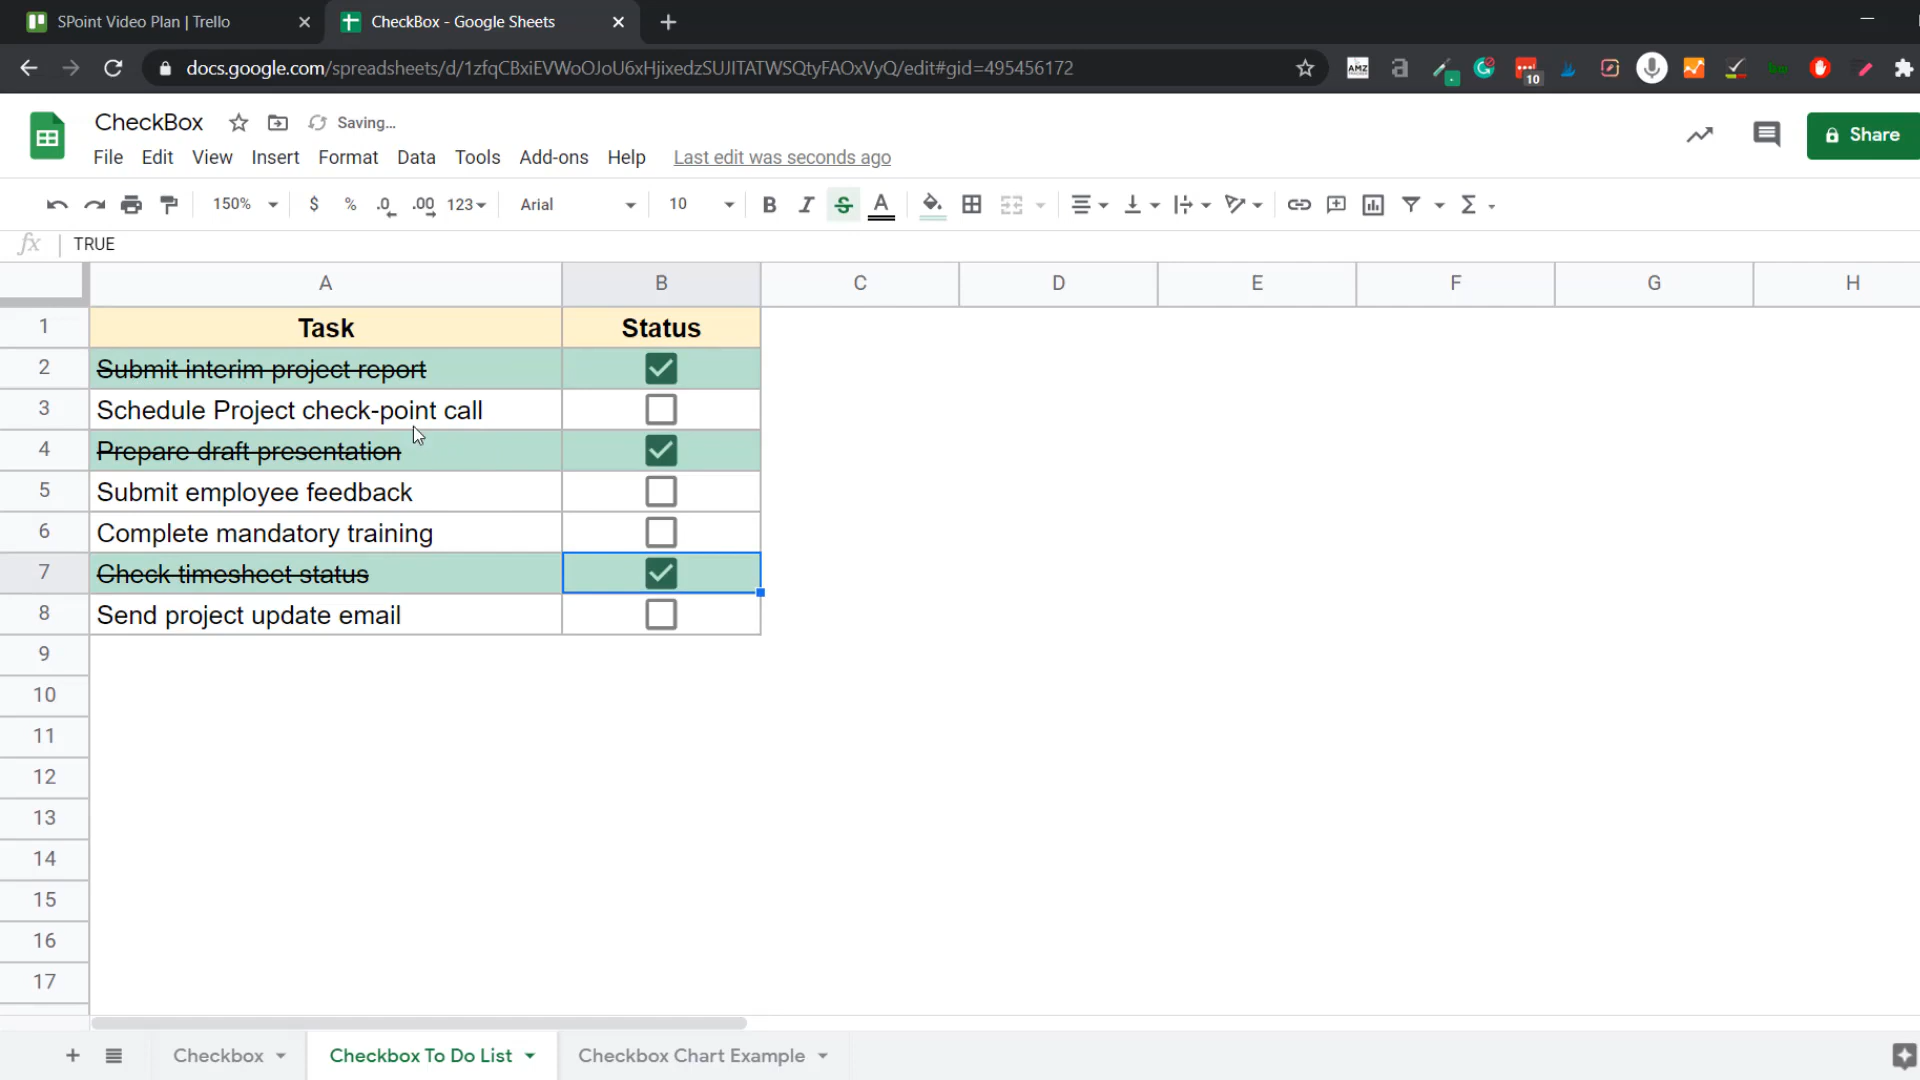 SPoint Video Plan | Trello
CheckBox - Google Sheets
docs.google.com/spreadsheets/d/1zfqCBxiEVWoOJoU6xHjixedzSUJITATWSQtyFAOxVyQ/edit#gid=495456172
AMZ
a
10
CheckBox
Saving...
Share
File Edit View Insert Format Data Tools Add-ons Help Last edit was seconds ago
150% $ % .0 .00 123 Arial 10 B I S A Σ
fx TRUE
A B C D E F G H
1 Task Status
2 Submit interim project report
3 Schedule Project check-point call
4 Prepare draft presentation
5 Submit employee feedback
6 Complete mandatory training
7 Check timesheet status
8 Send project update email
9
10
11
12
13
14
15
16
17
Checkbox Checkbox To Do List Checkbox Chart Example